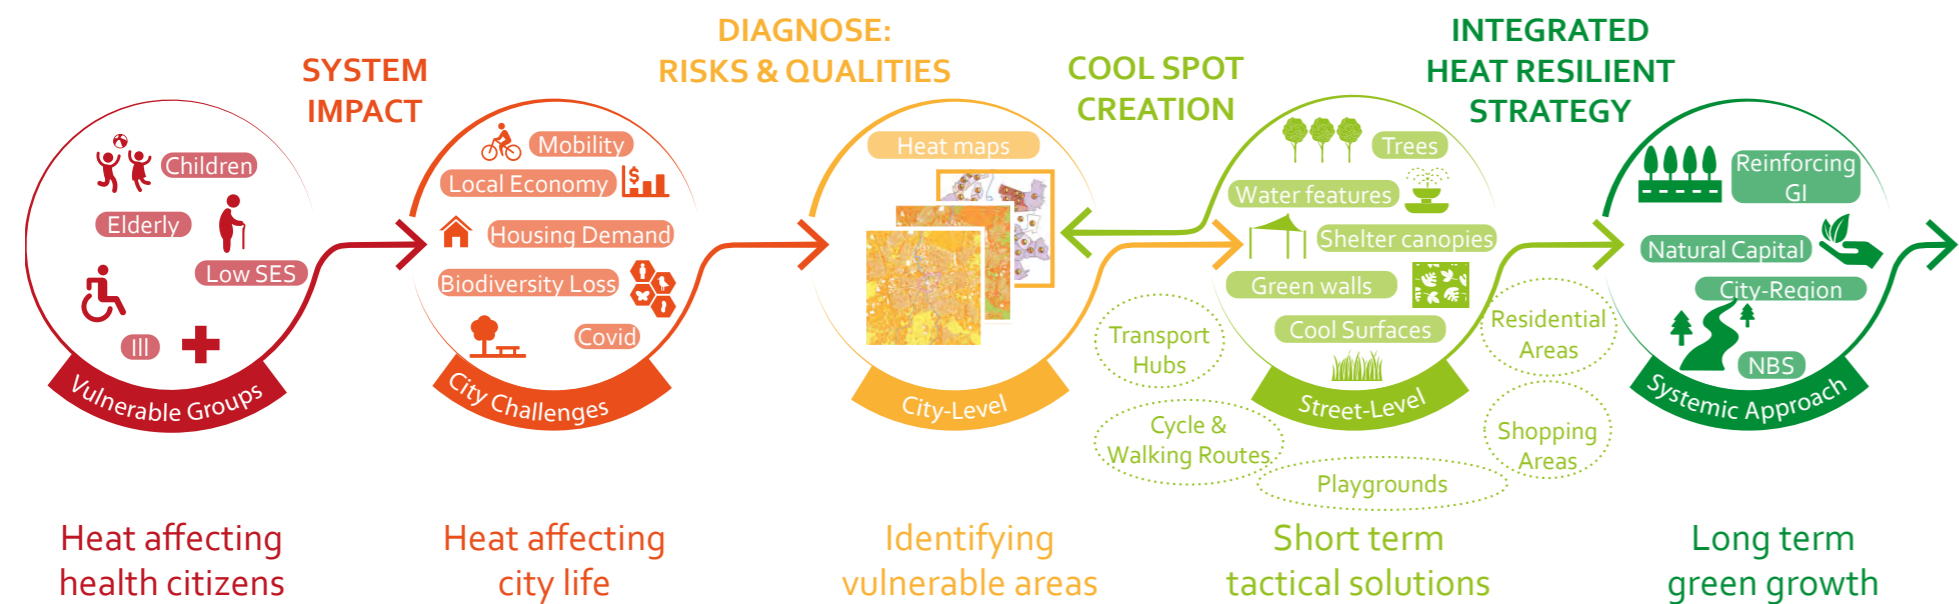 SYSTEM
IMPACT
DIAGNOSE:
RISKS & QUALITIES
COOL SPOT
CREATION
INTEGRATED
HEAT RESILIENT
STRATEGY
Children
Elderly
Low SES
Ill
Vulnerable Groups
Mobility
Local Economy
$
Housing Demand
Biodiversity Loss
Covid
City Challenges
Heat maps
City-Level
Trees
Water features
Shelter canopies
Green walls
Cool Surfaces
Street-Level
Transport
Hubs
Cycle &
Walking Routes
Playgrounds
Shopping
Areas
Residential
Areas
Reinforcing
GI
Natural Capital
City-Region
NBS
Systemic Approach
Heat affecting
health citizens
Heat affecting
city life
Identifying
vulnerable areas
Short term
tactical solutions
Long term
green growth